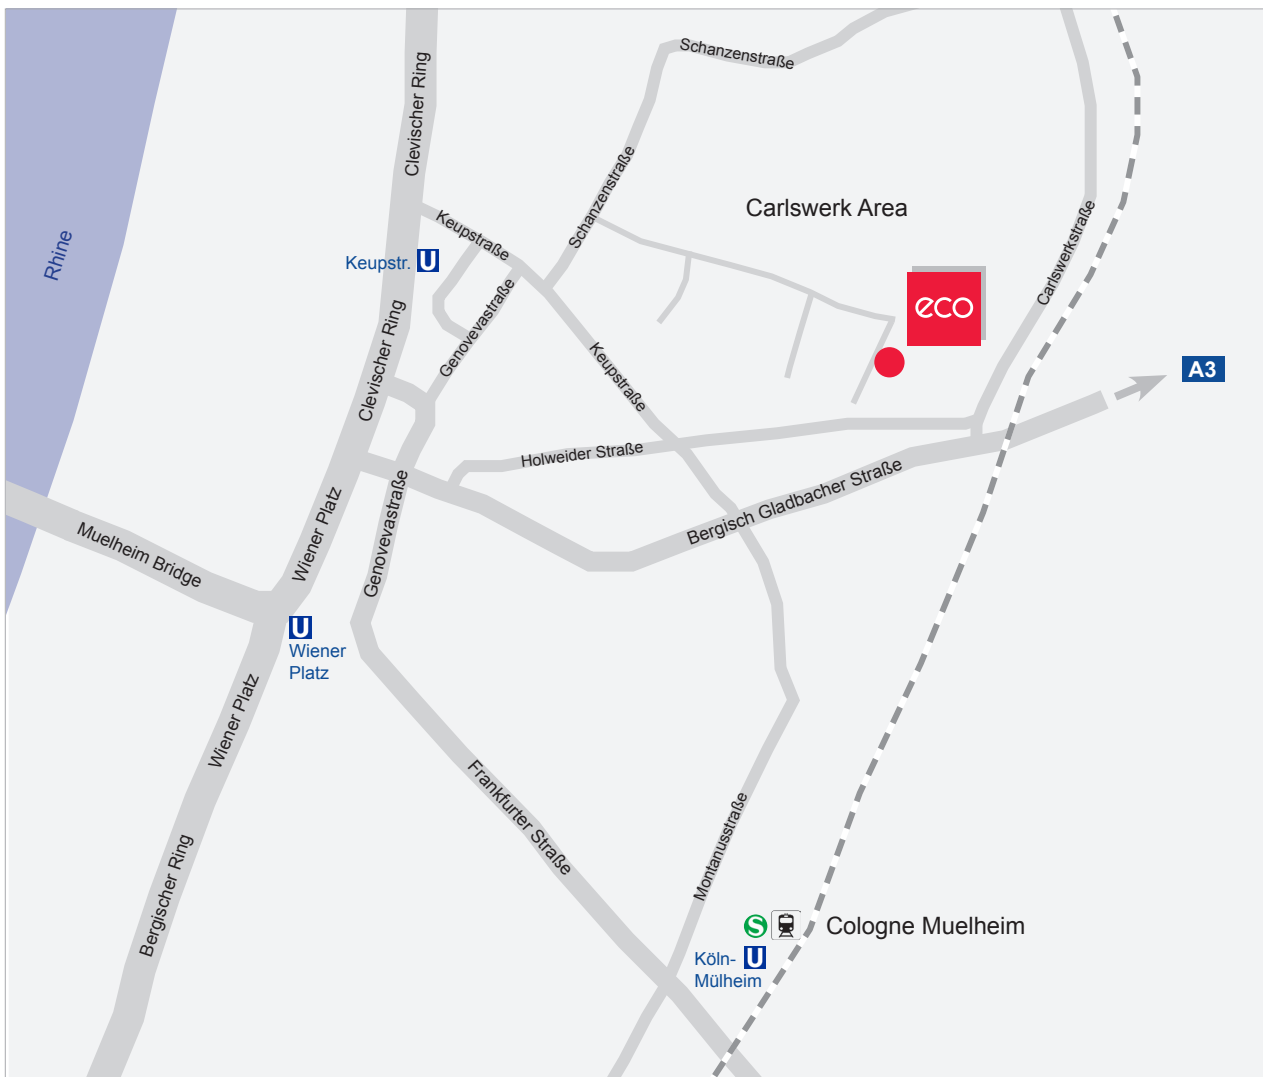 Schanzenstraße
Clevischer Ring
Schanzenstraße
Carlswerk Area
Keupstraße
Rhine
Keupstr. U
Carlswerkstraße
eco
Genovevastraße
Clevischer Ring
Keupstraße
A3
Holweider Straße
Bergisch Gladbacher Straße
Wiener Platz
Genovevastraße
Muelheim Bridge
U
Wiener
Platz
Wiener Platz
Frankfurter Straße
Montanusstraße
Bergischer Ring
S
Cologne Muelheim
Köln- U
Mülheim